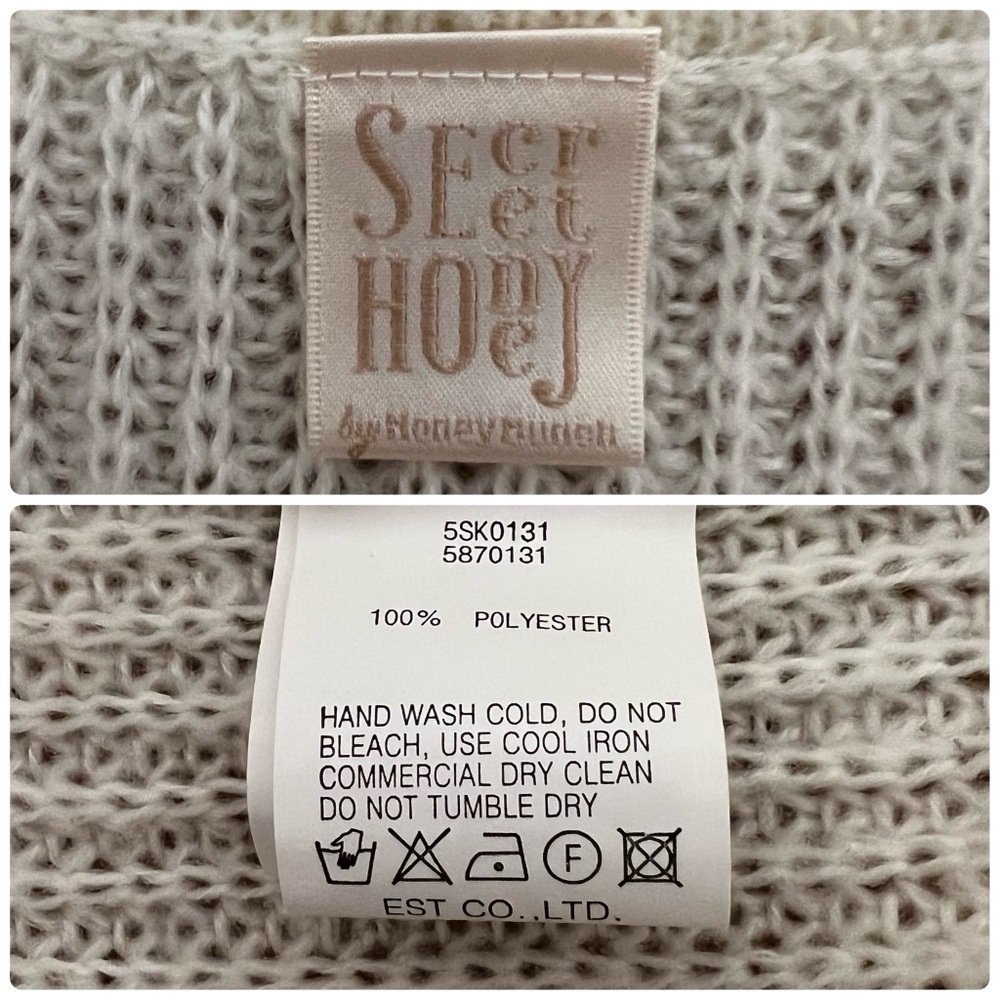 SEcret
HONEY
by Honey Bunch
5SK0131
5870131
100% POLYESTER
HAND WASH COLD, DO NOT
BLEACH, USE COOL IRON
COMMERCIAL DRY CLEAN
DO NOT TUMBLE DRY
F
EST CO.,LTD.